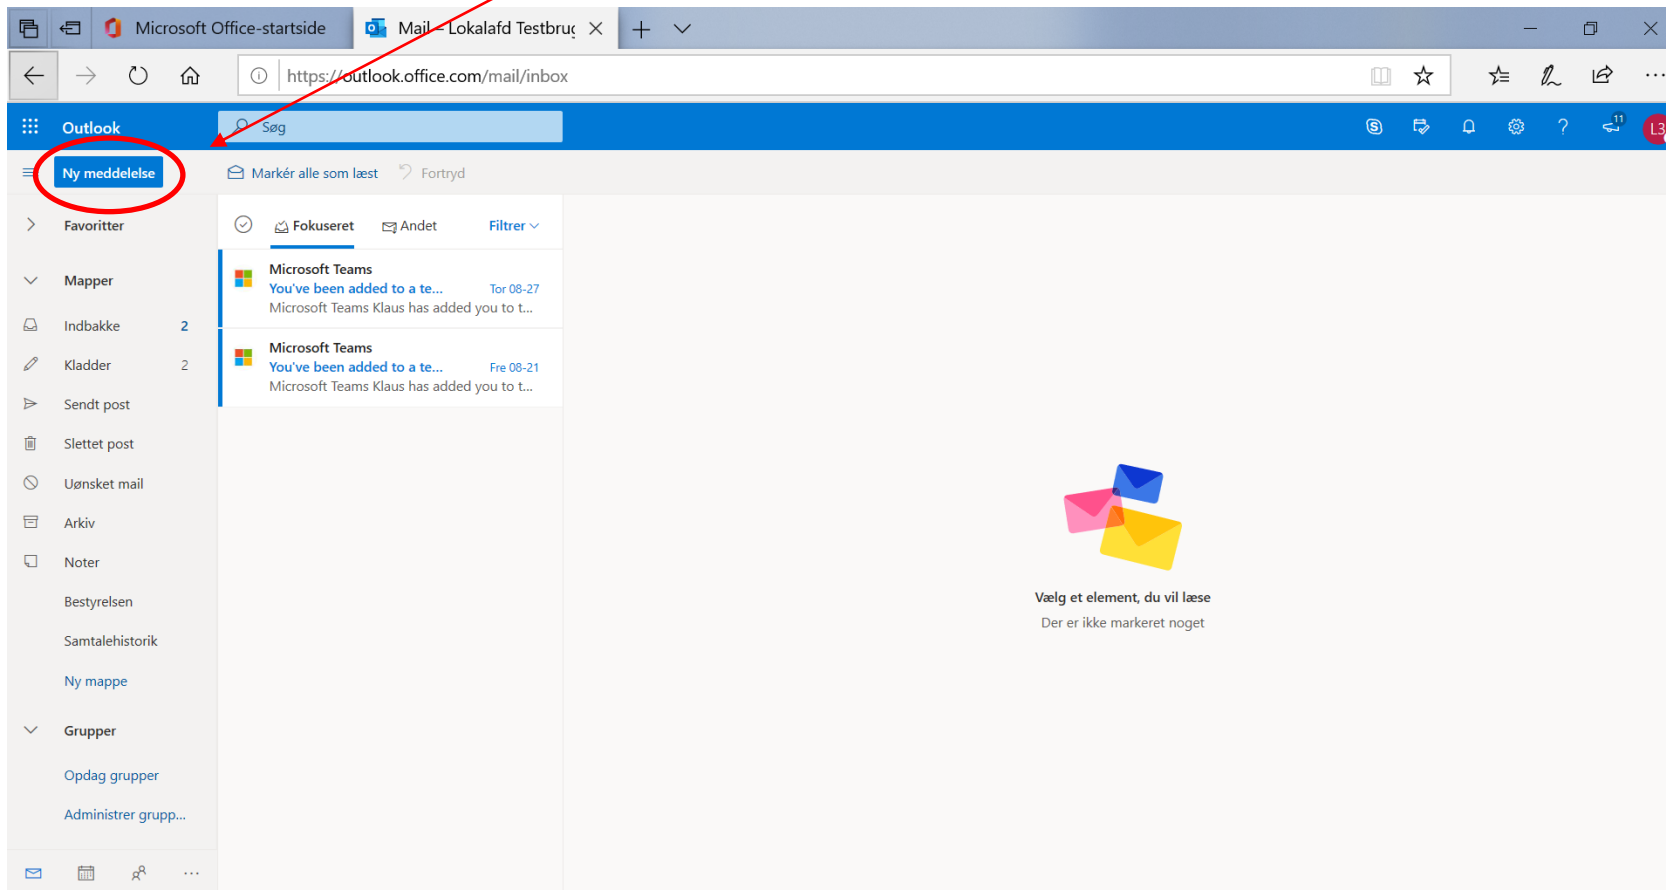 Microsoft Office-startside
Mail – Lokalafd Testbrug
https://outlook.office.com/mail/inbox
Outlook
Søg
11
L3
Ny meddelelse
Markér alle som læst
Fortryd
Favoritter
Mapper
Indbakke 2
Kladder 2
Sendt post
Slettet post
Uønsket mail
Arkiv
Noter
Bestyrelsen
Samtalehistorik
Ny mappe
Grupper
Opdag grupper
Administrer grupp...
Fokuseret
Andet
Filtrer
Microsoft Teams
You've been added to a te... Tor 08-27
Microsoft Teams Klaus has added you to t...
Microsoft Teams
You've been added to a te... Fre 08-21
Microsoft Teams Klaus has added you to t...
Vælg et element, du vil læse
Der er ikke markeret noget